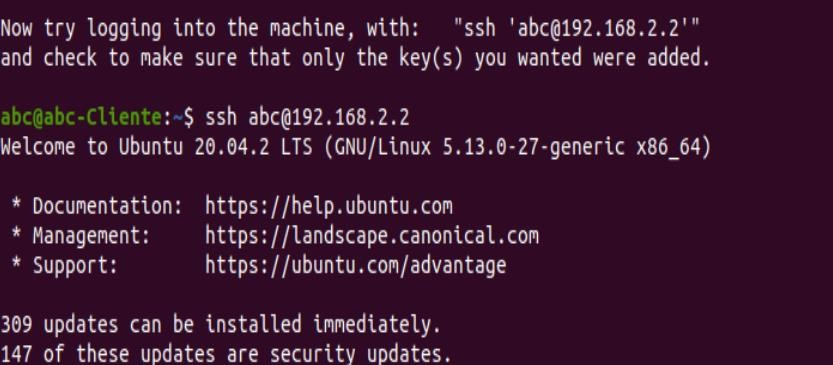 Now try logging into the machine, with:   "ssh 'abc@192.168.2.2'"
and check to make sure that only the key(s) you wanted were added.

abc@abc-Cliente:~$ ssh abc@192.168.2.2
Welcome to Ubuntu 20.04.2 LTS (GNU/Linux 5.13.0-27-generic x86_64)

 * Documentation:  https://help.ubuntu.com
 * Management:     https://landscape.canonical.com
 * Support:        https://ubuntu.com/advantage

309 updates can be installed immediately.
147 of these updates are security updates.